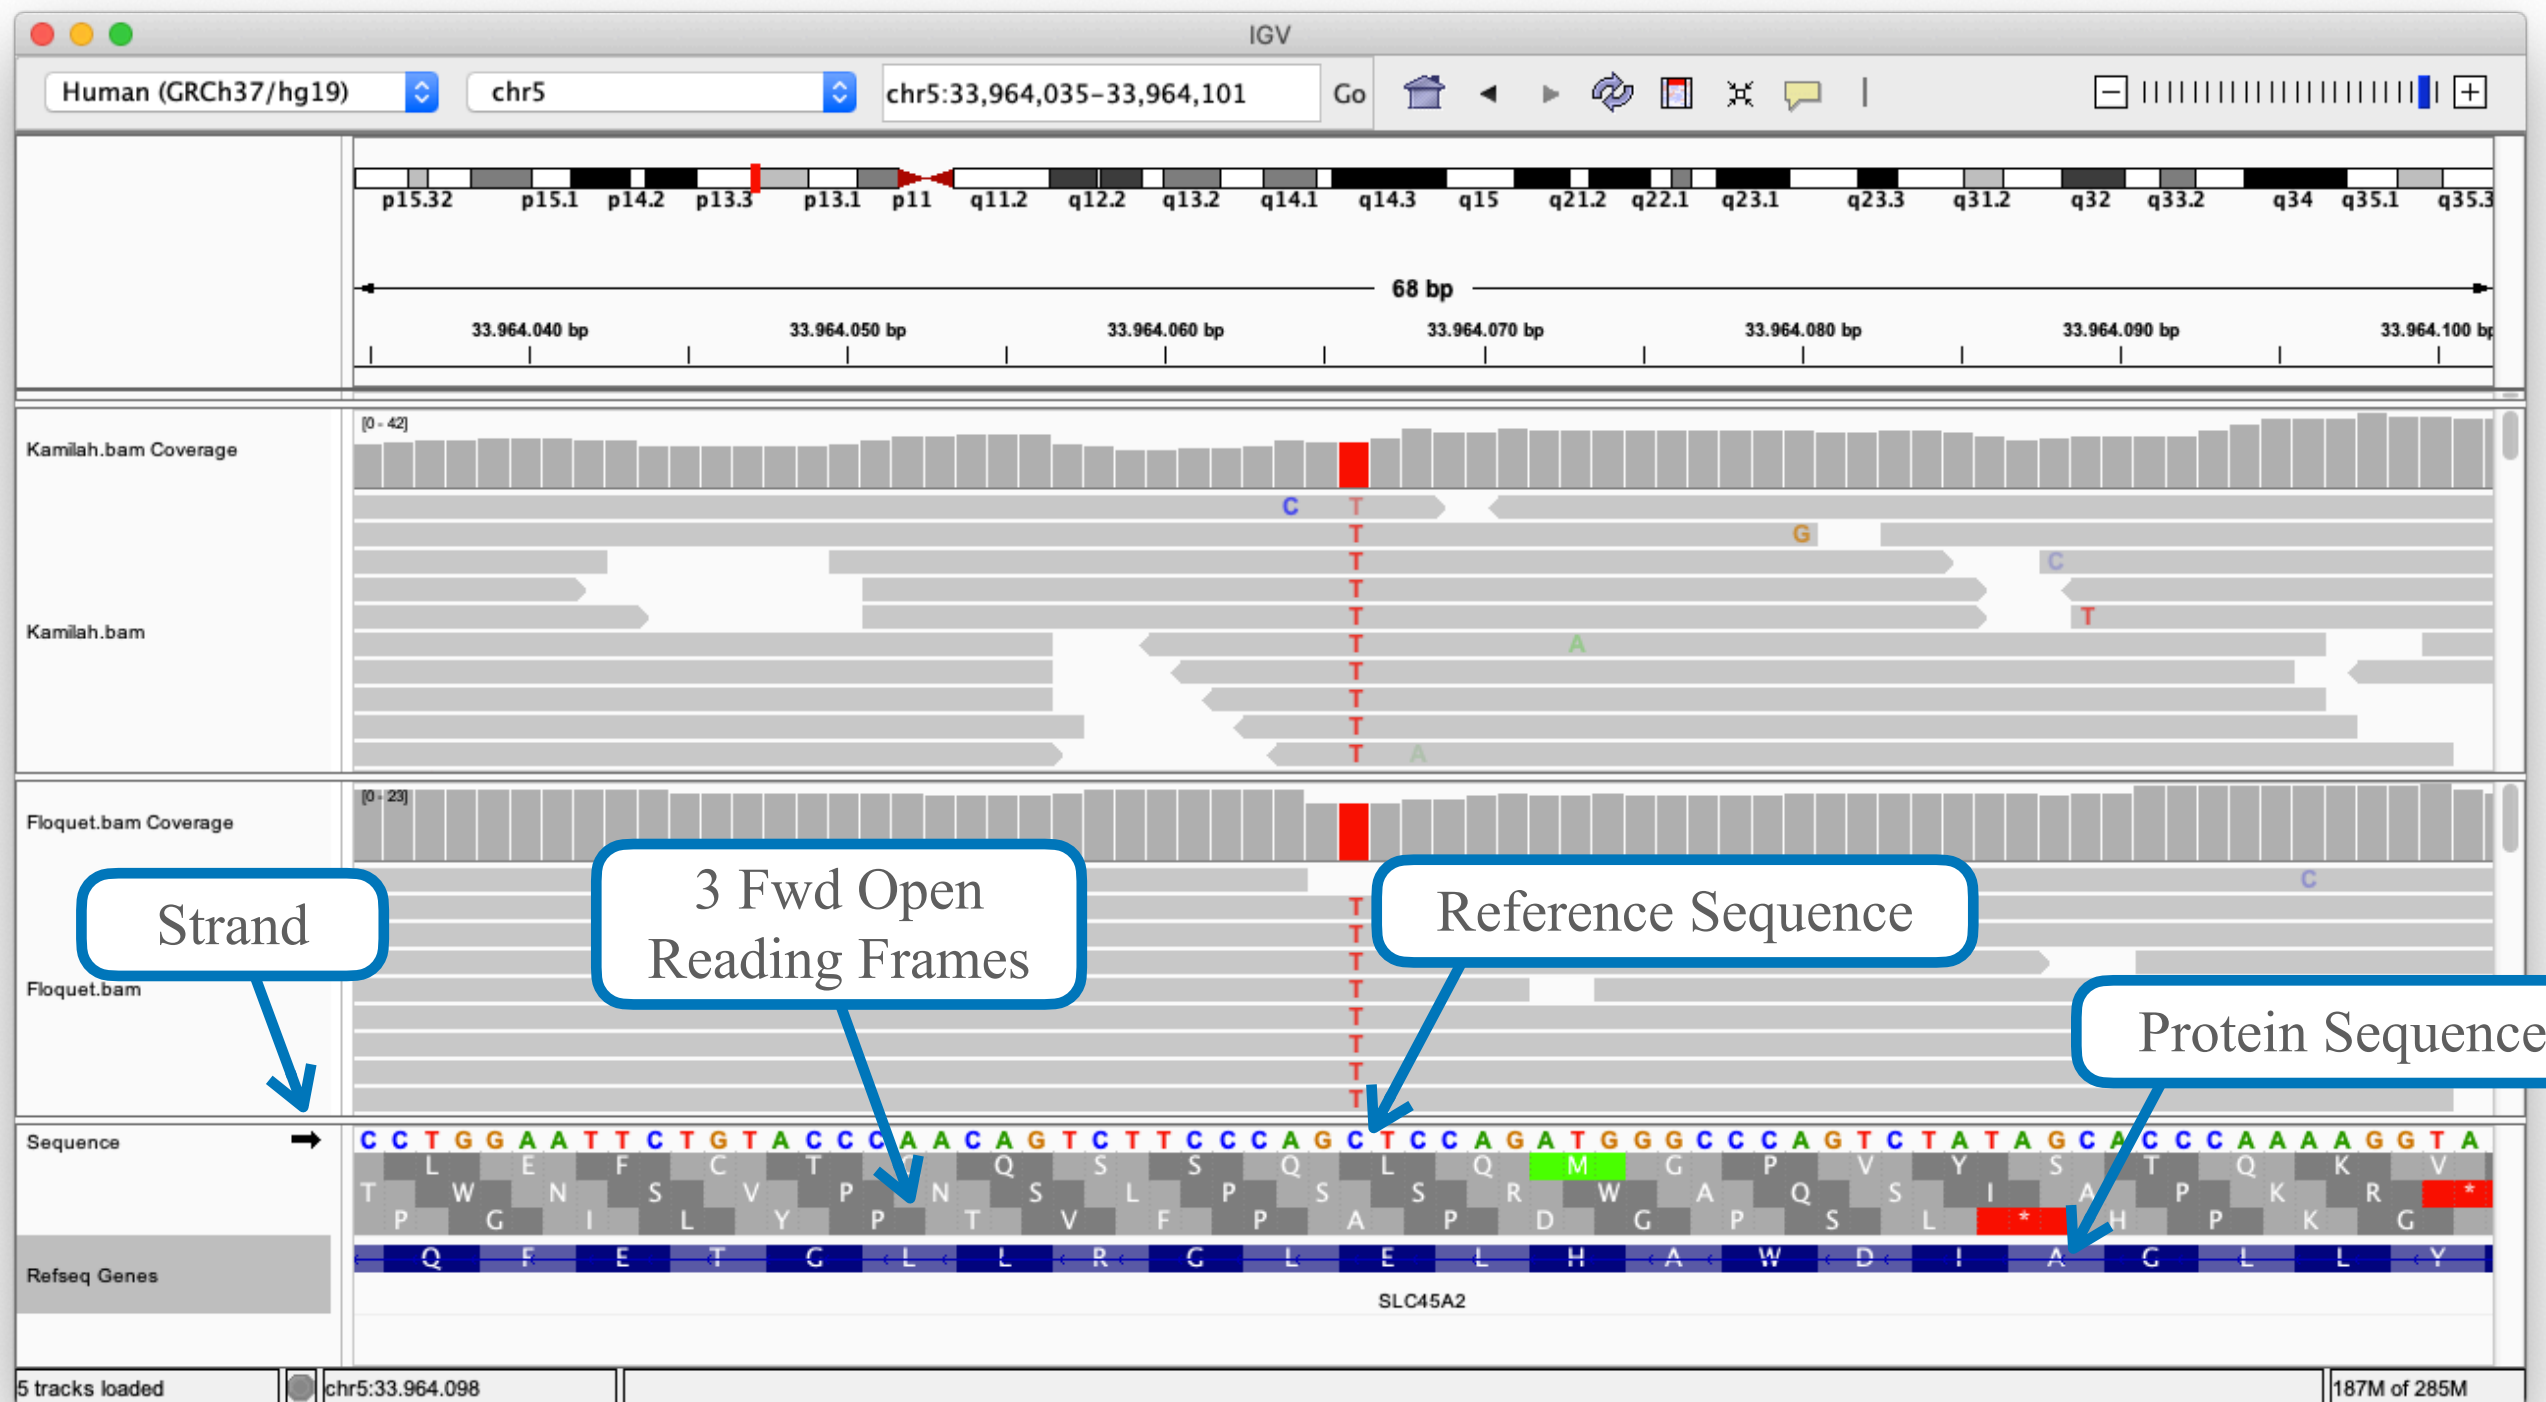 IGV
Human (GRCh37/hg19) chr5 chr5:33,964,035-33,964,101 Go
p15.32 p15.1 p14.2 p13.3 p13.1 p11 q11.2 q12.2 q13.2 q14.1 q14.3 q15 q21.2 q22.1 q23.1 q23.3 q31.2 q32 q33.2 q34 q35.1 q35.3
68 bp
33.964.040 bp 33.964.050 bp 33.964.060 bp 33.964.070 bp 33.964.080 bp 33.964.090 bp 33.964.100 bp
[0 - 42]
Kamilah.bam Coverage
C T
T G
T C
T
T T
Kamilah.bam
T A
T
T
T
T A
[0 - 23]
Floquet.bam Coverage
C
T
T
T
T
T
T
T
T
Strand
3 Fwd Open
Reading Frames
Reference Sequence
Floquet.bam
Protein Sequence
Sequence C C T G G A A T T C T G T A C C C A A C A G T C T T C C C A G C T C C A G A T G G G C C C A G T C T A T A G C A C C C A A A A G G T A
L E F C T Q S S Q L Q M G P V Y S T Q K V
T W N S V P N S L P S S R W A Q S I A P K R *
P G I L Y P T V F P A P D G P S L * H P K G
Refseq Genes
Q F E T G L L R G L E L H A W D I A G L L Y
SLC45A2
5 tracks loaded chr5:33.964.098 187M of 285M